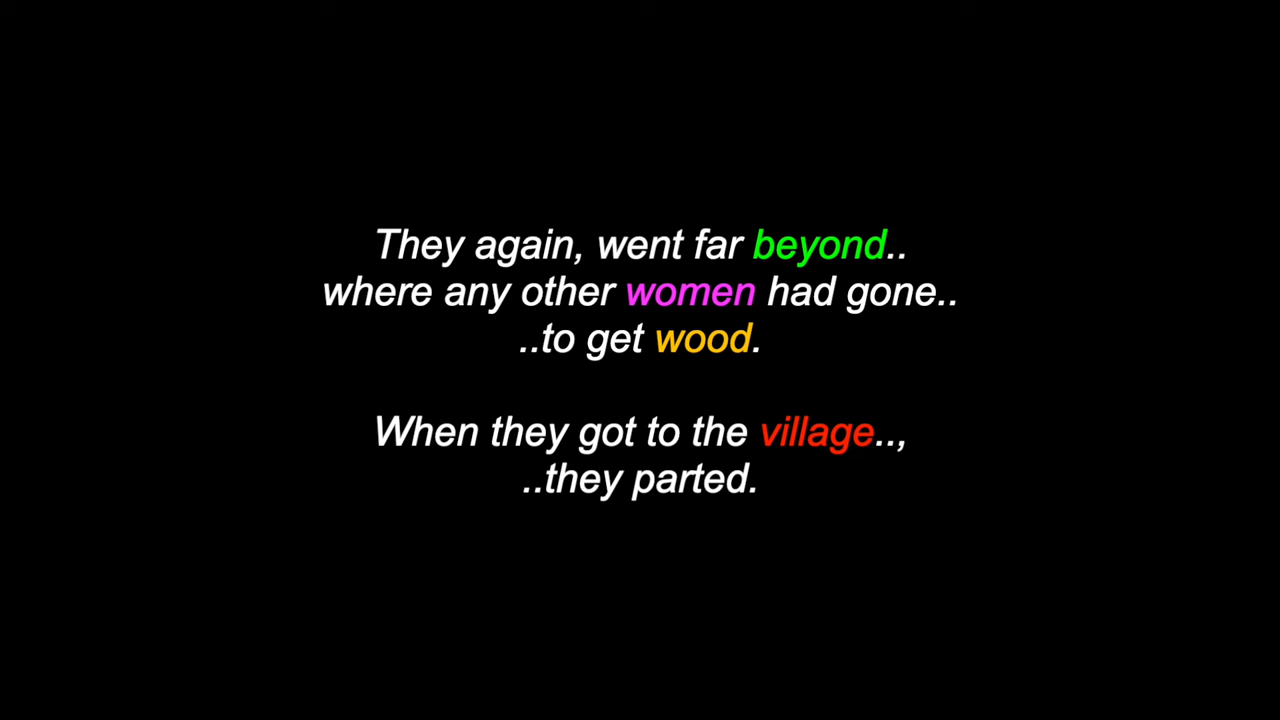 They again, went far beyond..
where any other women had gone..
..to get wood.
When they got to the village..,
..they parted.